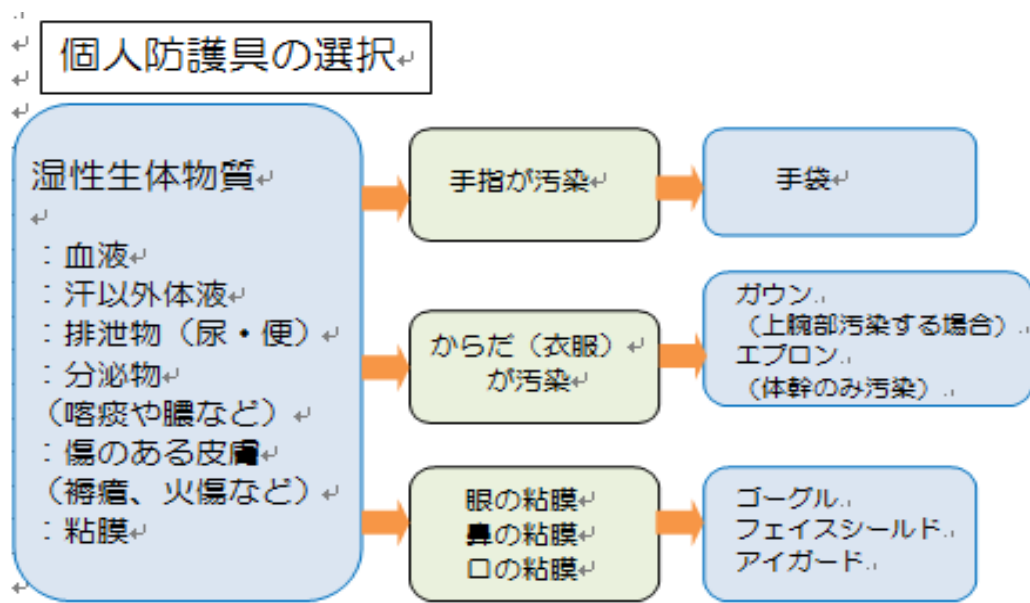 個人防護具の選択
湿性生体物質
：血液
：汗以外体液
：排泄物（尿・便）
：分泌物
（喀痰や膿など）
：傷のある皮膚
（褥瘡、火傷など）
：粘膜
手指が汚染
手袋
からだ（衣服）
が汚染
ガウン
（上腕部汚染する場合）
エプロン
（体幹のみ汚染）
眼の粘膜
鼻の粘膜
口の粘膜
ゴーグル
フェイスシールド
アイガード